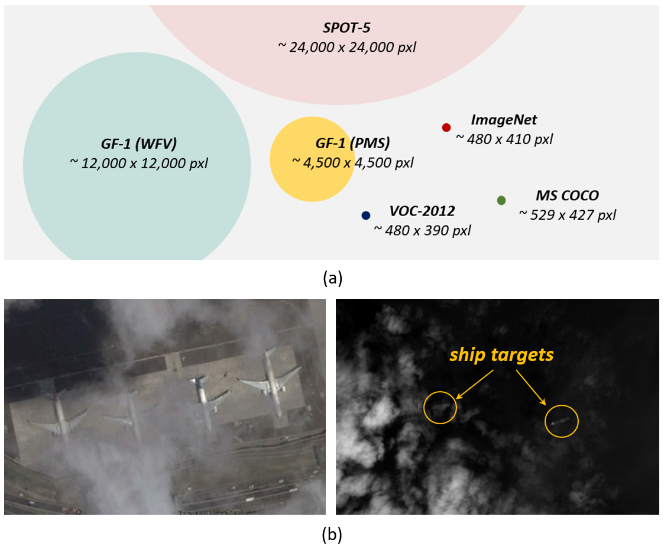 SPOT-5
~ 24,000 x 24,000 pxl
GF-1 (WFV)
~ 12,000 x 12,000 pxl
GF-1 (PMS)
~ 4,500 x 4,500 pxl
ImageNet
~ 480 x 410 pxl
VOC-2012
~ 480 x 390 pxl
MS COCO
~ 529 x 427 pxl
(a)
ship targets
(b)